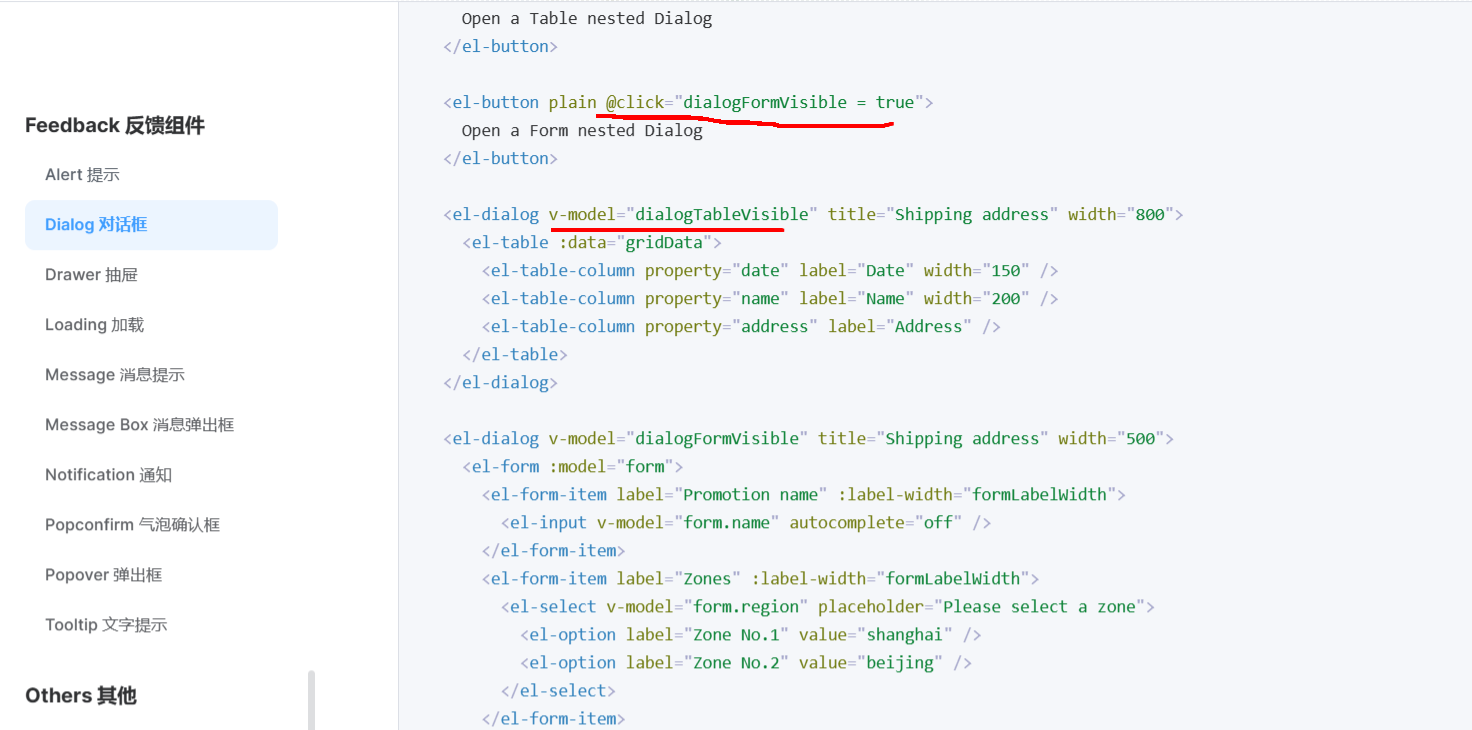 Feedback 反馈组件
Alert 提示
Dialog 对话框
Drawer 抽屉
Loading 加载
Message 消息提示
Message Box 消息弹出框
Notification 通知
Popconfirm 气泡确认框
Popover 弹出框
Tooltip 文字提示
Others 其他
Open a Table nested Dialog
</el-button>
<el-button plain @click="dialogFormVisible = true">
Open a Form nested Dialog
</el-button>
<el-dialog v-model="dialogTableVisible" title="Shipping address" width="800">
<el-table :data="gridData">
<el-table-column property="date" label="Date" width="150" />
<el-table-column property="name" label="Name" width="200" />
<el-table-column property="address" label="Address" />
</el-table>
</el-dialog>
<el-dialog v-model="dialogFormVisible" title="Shipping address" width="500">
<el-form :model="form">
<el-form-item label="Promotion name" :label-width="formLabelWidth">
<el-input v-model="form.name" autocomplete="off" />
</el-form-item>
<el-form-item label="Zones" :label-width="formLabelWidth">
<el-select v-model="form.region" placeholder="Please select a zone">
<el-option label="Zone No.1" value="shanghai" />
<el-option label="Zone No.2" value="beijing" />
</el-select>
</el-form-item>